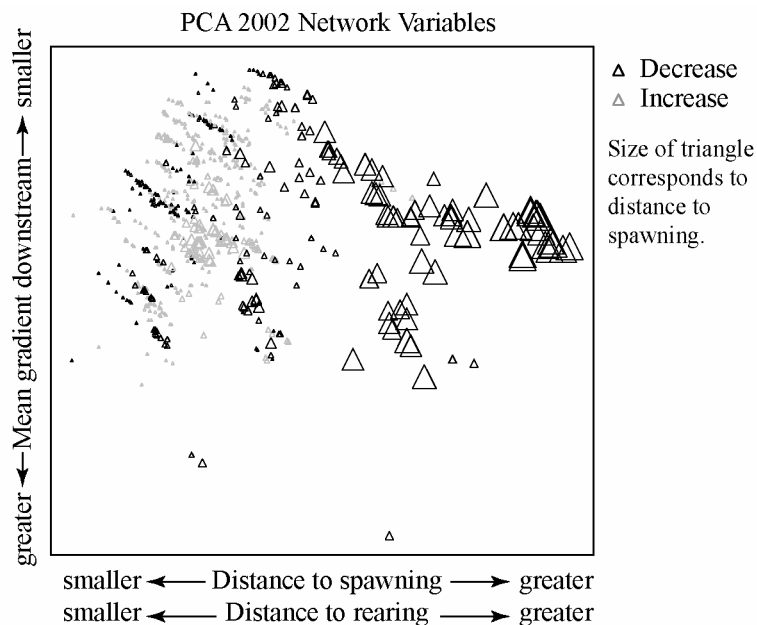 PCA 2002 Network Variables
greater ← Mean gradient downstream → smaller
Decrease
Increase
Size of triangle
corresponds to
distance to
spawning.
smaller ← Distance to spawning → greater
smaller ← Distance to rearing → greater